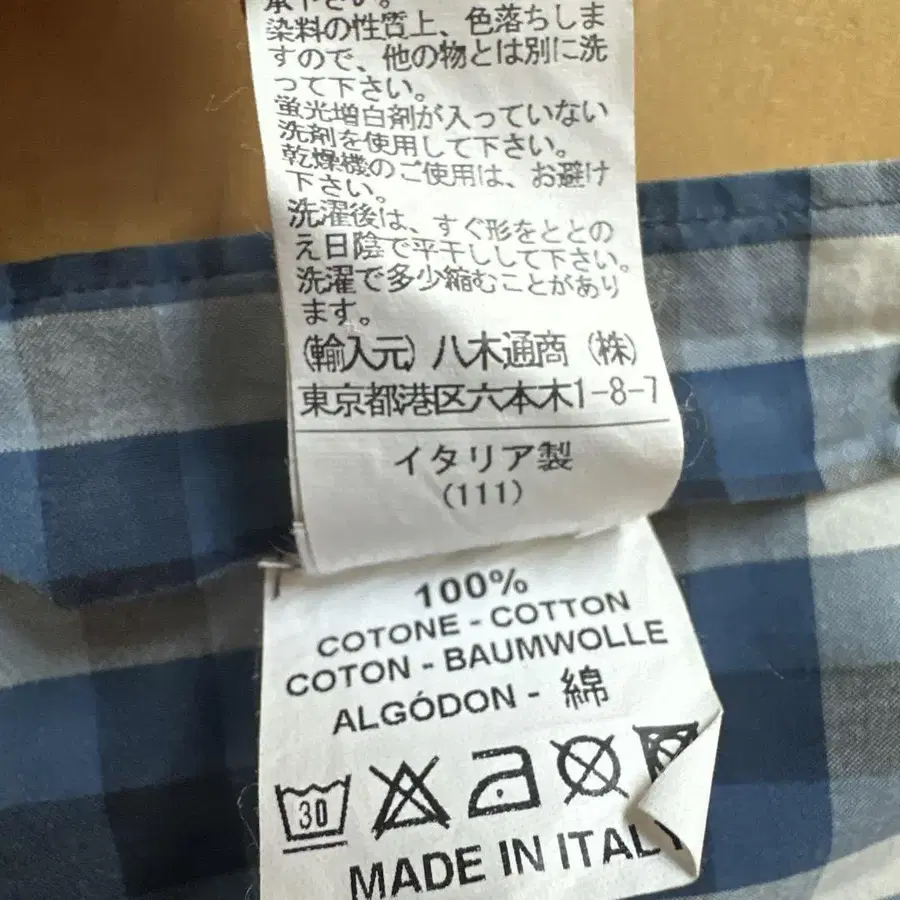 承下さい。
染料の性質上、色落ちしま
すので、他の物とは別に洗
って下さい。
蛍光増白剤が入っていない
洗剤を使用して下さい。
乾燥機のご使用は、お避け
下さい。
洗濯後は、すぐ形をととの
え日陰で平干しして下さい。
洗濯で多少縮むことがあり
ます。
(輸入元) 八木通商 (株)
東京都港区六本木1-8-7
イタリア製
(111)
100%
COTONE - COTTON
COTON - BAUMWOLLE
ALGÓDON - 綿
30
MADE IN ITALY